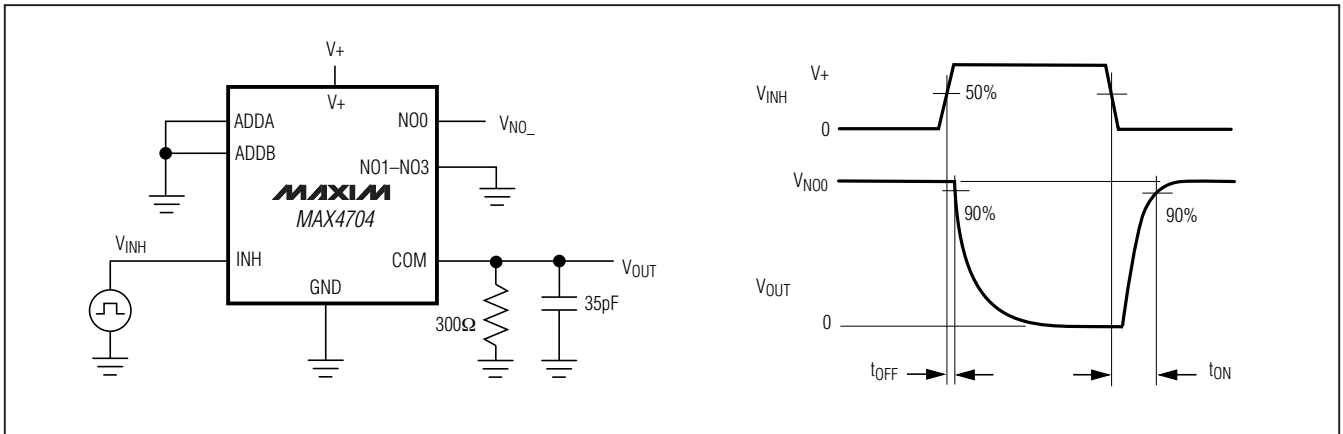 V+
V+
ADDA
NO0
V_NO_
ADDB
NO1–NO3
MAXIM
MAX4704
V_INH
INH
COM
V_OUT
GND
300Ω
35pF
V+
V_INH
50%
0
V_NO0
90%
90%
V_OUT
0
t_OFF
t_ON